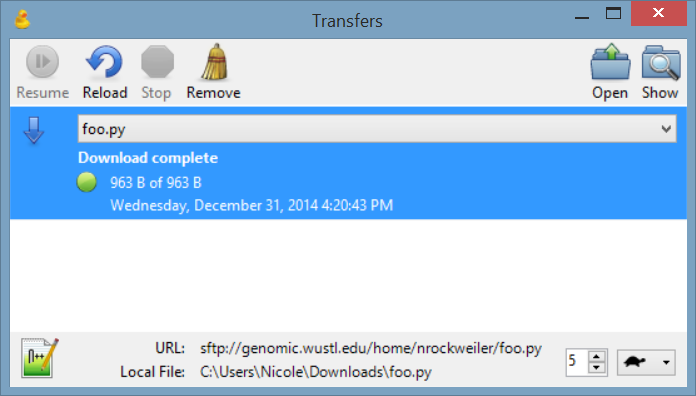 Transfers
Resume Reload Stop Remove Open Show
foo.py
Download complete
963 B of 963 B
Wednesday, December 31, 2014 4:20:43 PM
URL: sftp://genomic.wustl.edu/home/nrockweiler/foo.py
5
Local File: C:\Users\Nicole\Downloads\foo.py
n++